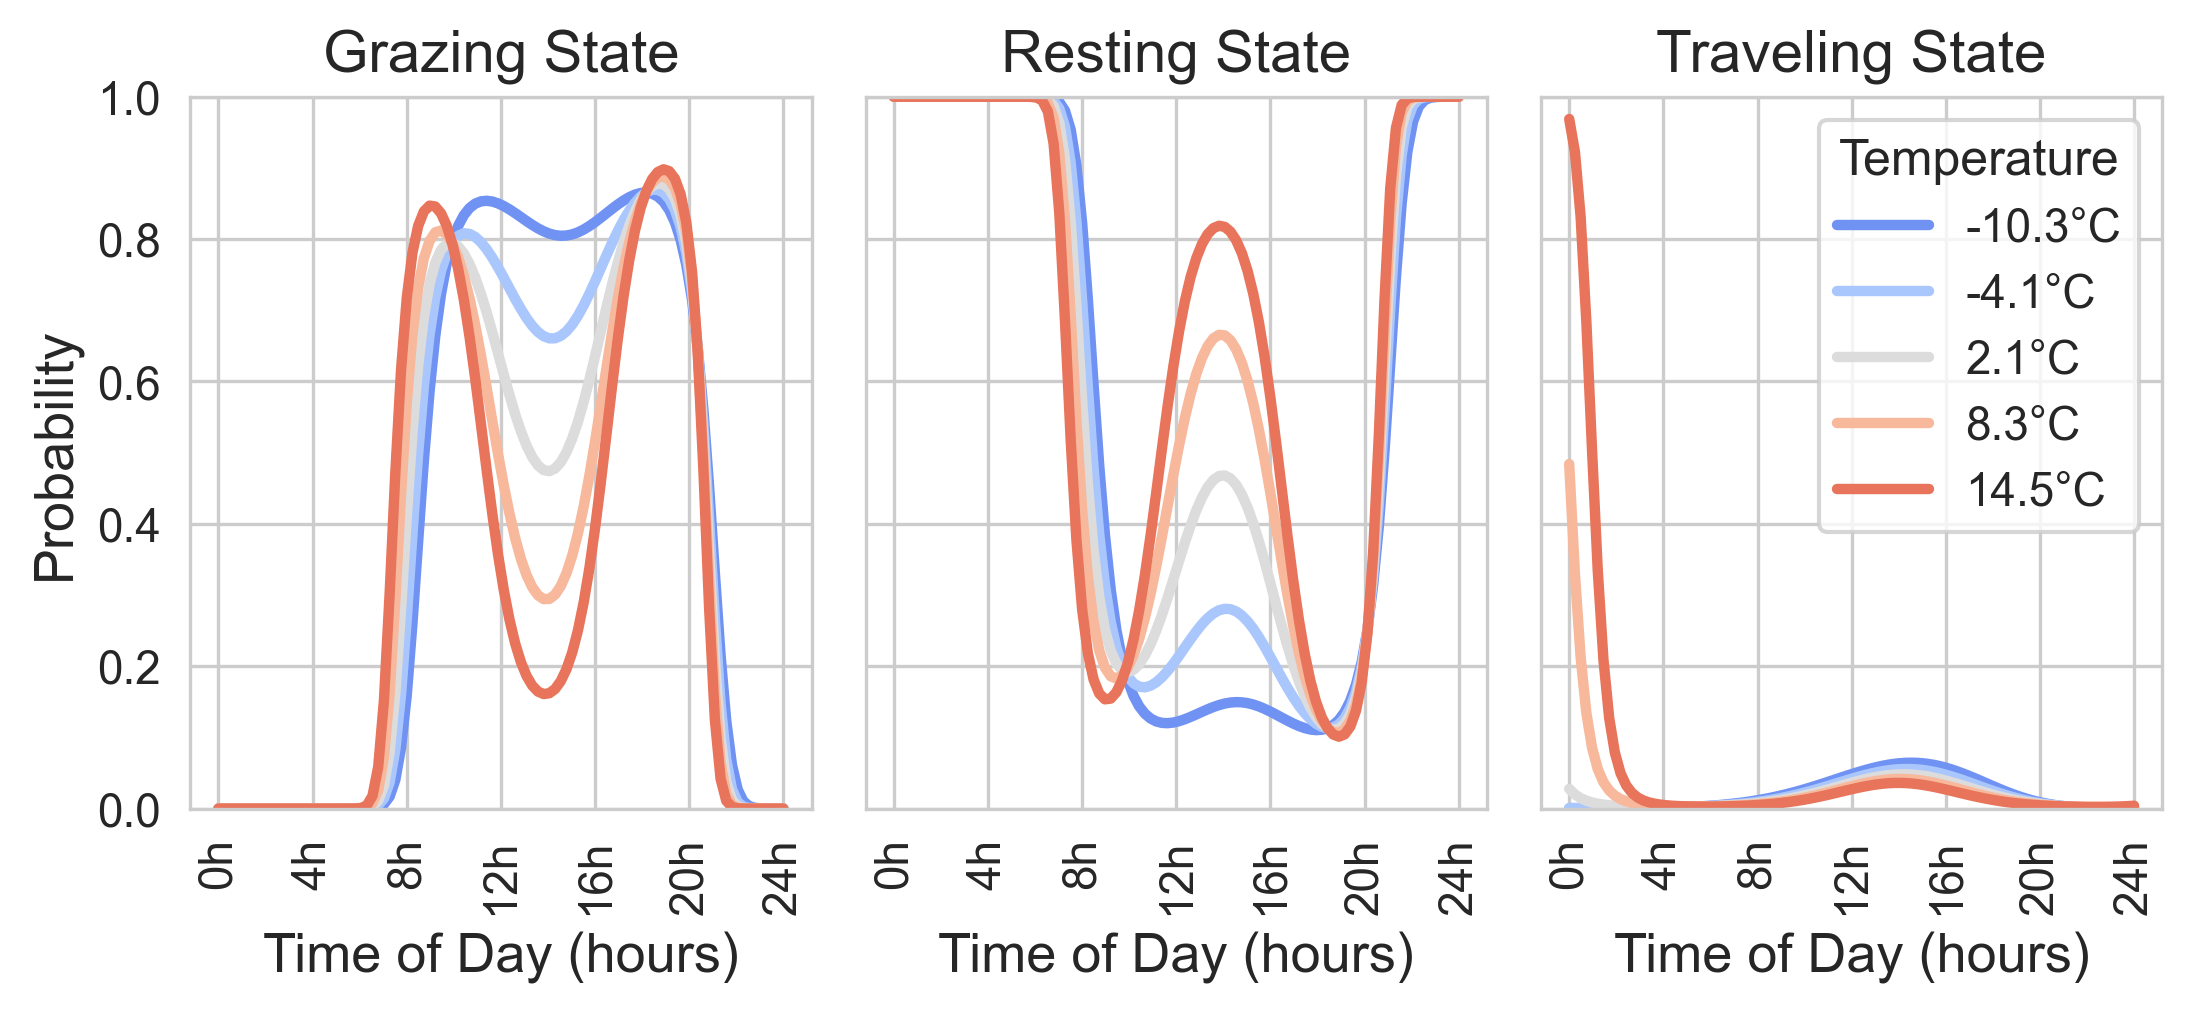 Grazing State
Resting State
Traveling State
Probability
1.0
0.8
0.6
0.4
0.2
0.0
0h 4h 8h 12h 16h 20h 24h
0h 4h 8h 12h 16h 20h 24h
0h 4h 8h 12h 16h 20h 24h
Time of Day (hours)
Time of Day (hours)
Time of Day (hours)
Temperature
-10.3°C
-4.1°C
2.1°C
8.3°C
14.5°C